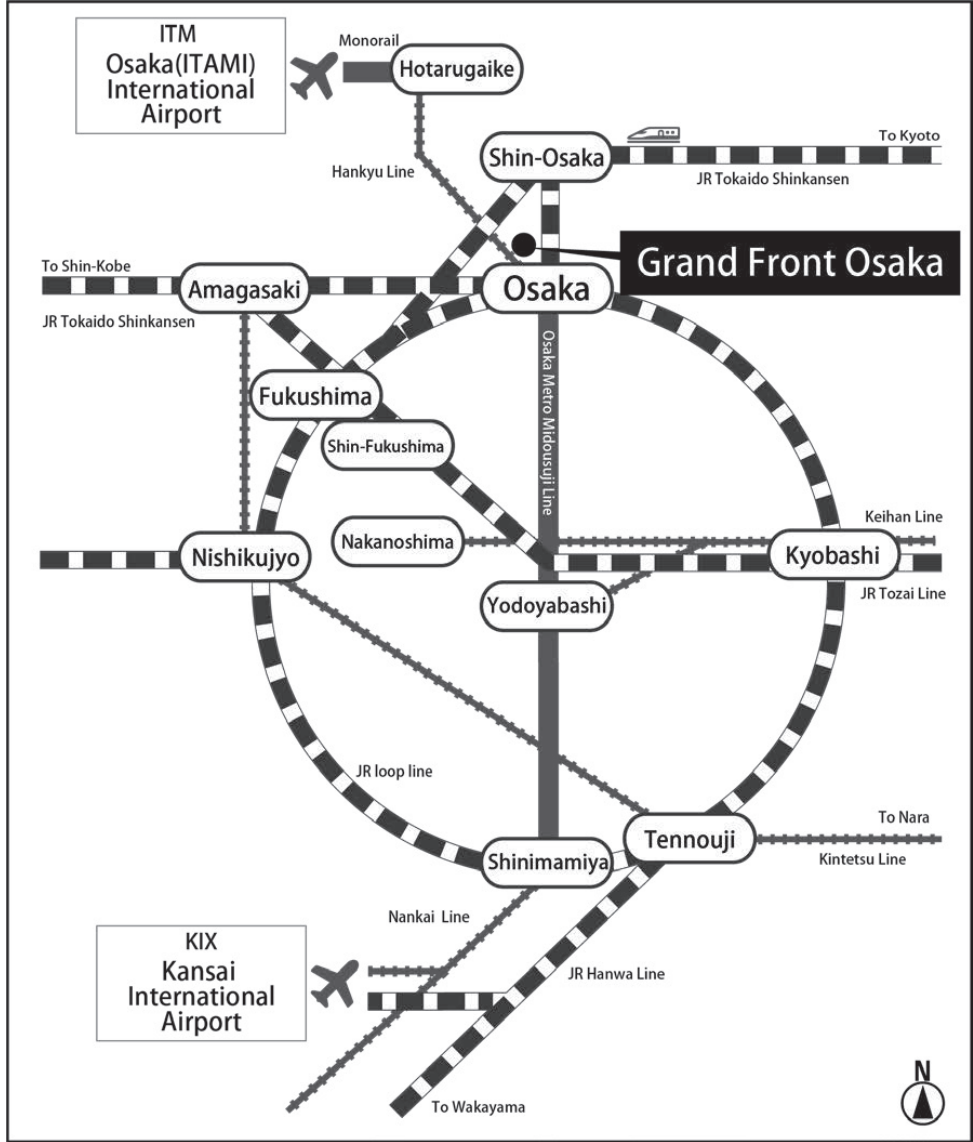 ITM
Osaka(ITAMI)
International
Airport
Monorail
Hotarugaike
Hankyu Line
Shin-Osaka
To Kyoto
JR Tokaido Shinkansen
Grand Front Osaka
To Shin-Kobe
Amagasaki
Osaka
JR Tokaido Shinkansen
Osaka Metro Midousuji Line
Fukushima
Shin-Fukushima
Nakanoshima
Keihan Line
Nishikujyo
Kyobashi
Yodoyabashi
JR Tozai Line
JR loop line
Tennouji
To Nara
Kintetsu Line
Shinimamiya
Nankai Line
KIX
Kansai
International
Airport
JR Hanwa Line
To Wakayama
N